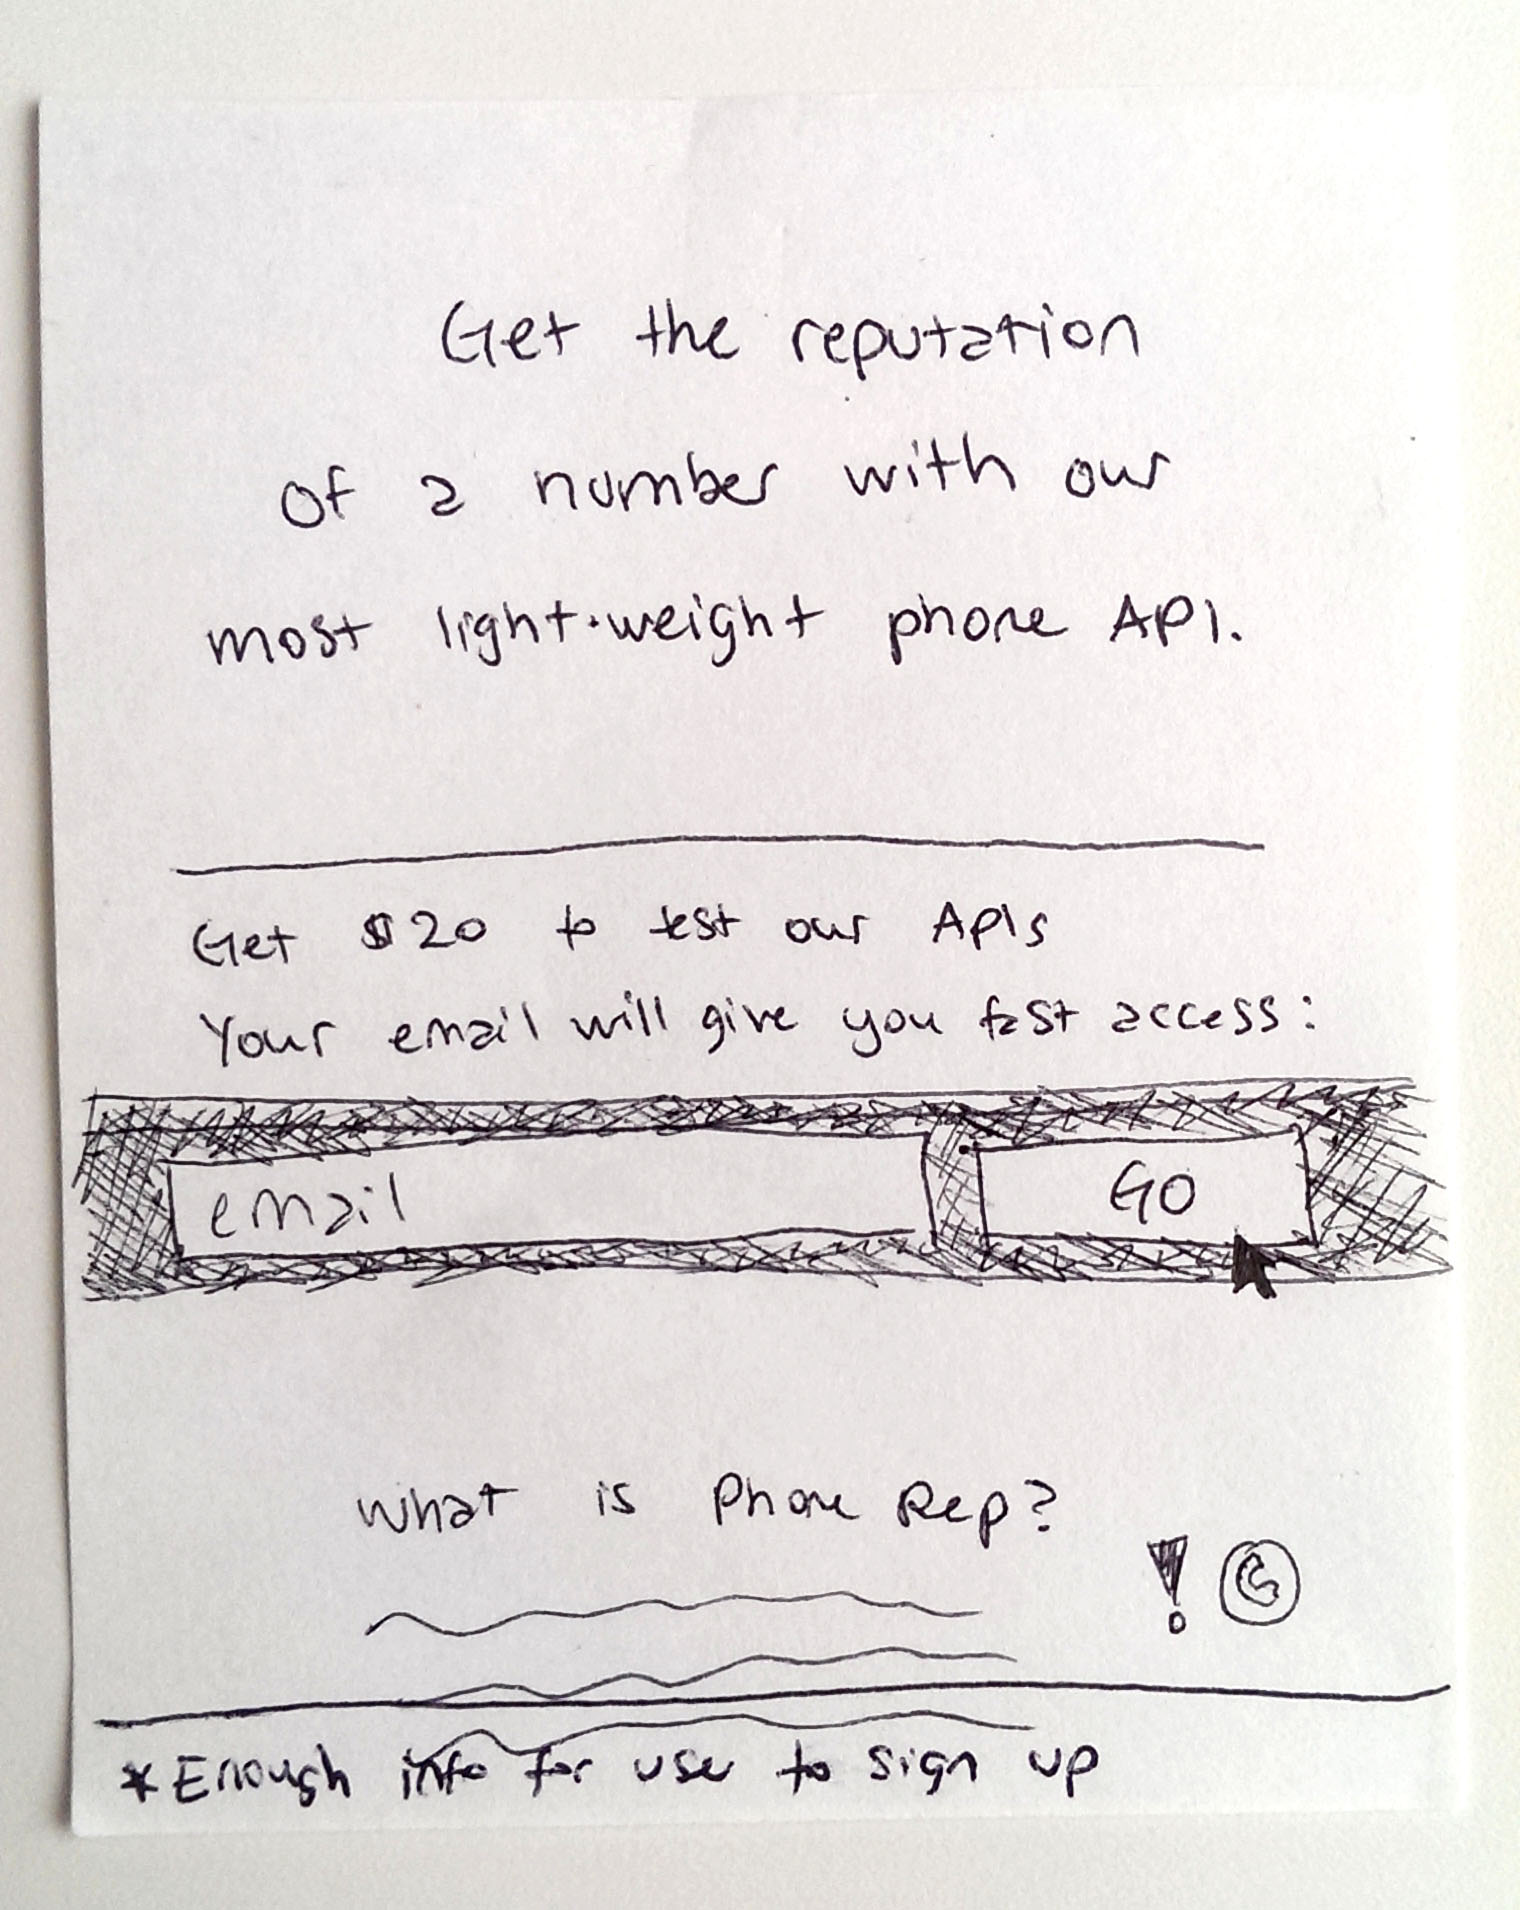 Get the reputation
of a number with our
most light-weight phone API.
Get $20 to test our APIs
Your email will give you fast access:
email GO
What is Phone Rep?
*Enough info for user to sign up